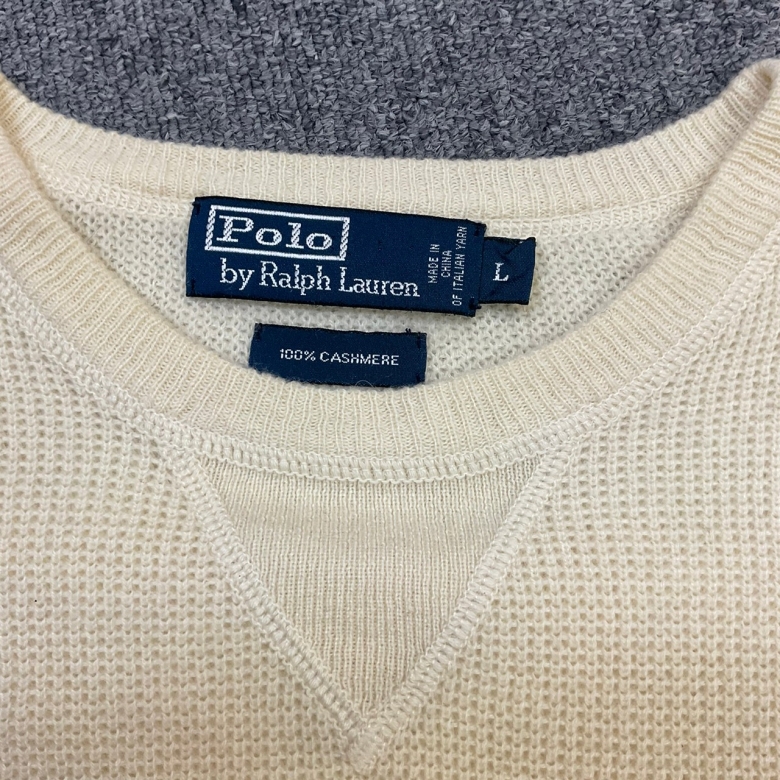 Polo
by Ralph Lauren
MADE IN
CHINA
OF ITALIAN YARN
L
100% CASHMERE